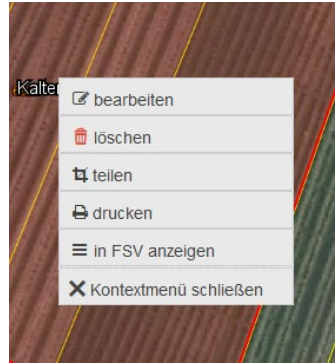 Kalte
bearbeiten
löschen
teilen
drucken
in FSV anzeigen
Kontextmenü schließen